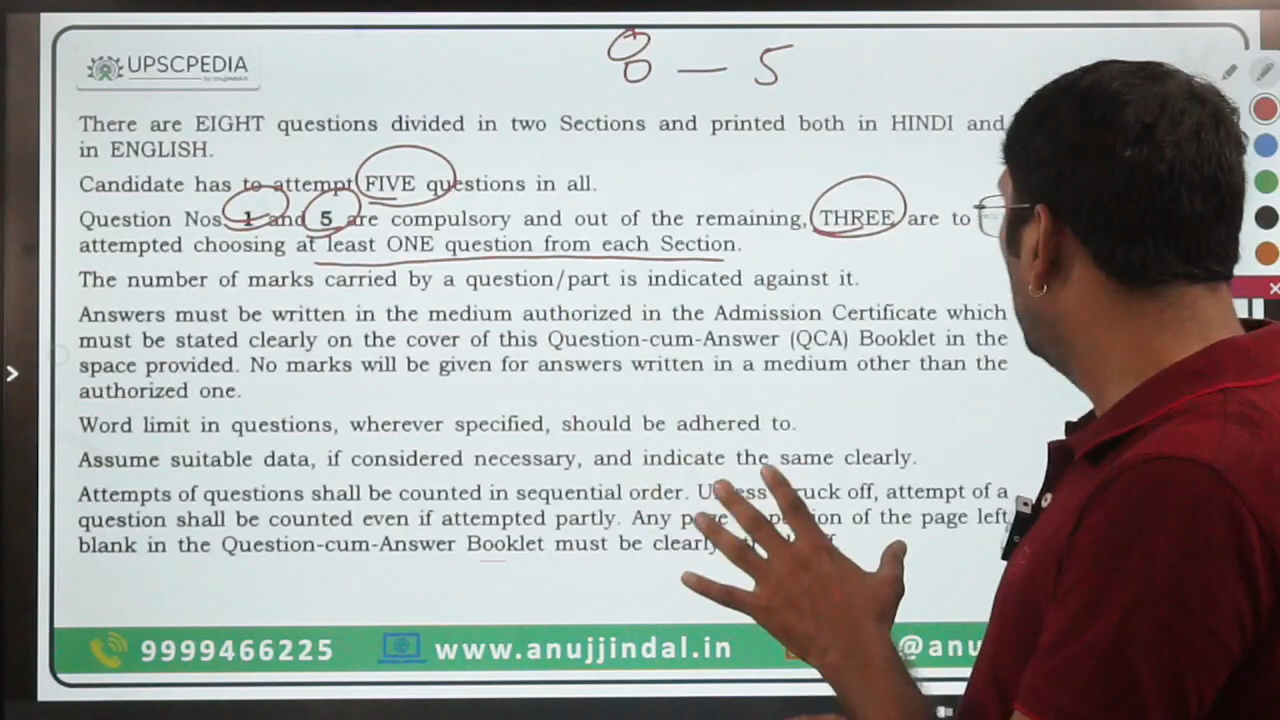 8 – 5
UPSCPEDIA
by anujjindal.in
There are EIGHT questions divided in two Sections and printed both in HINDI and
in ENGLISH.
Candidate has to attempt FIVE questions in all.
Question Nos. 1 and 5 are compulsory and out of the remaining, THREE are to
attempted choosing at least ONE question from each Section.
The number of marks carried by a question/part is indicated against it.
Answers must be written in the medium authorized in the Admission Certificate which
must be stated clearly on the cover of this Question-cum-Answer (QCA) Booklet in the
space provided. No marks will be given for answers written in a medium other than the
authorized one.
Word limit in questions, wherever specified, should be adhered to.
Assume suitable data, if considered necessary, and indicate the same clearly.
Attempts of questions shall be counted in sequential order. attempt of a
question shall be counted even if attempted partly. Any of the page left
blank in the Question-cum-Answer Booklet must be
9999466225 www.anujjindal.in @anu